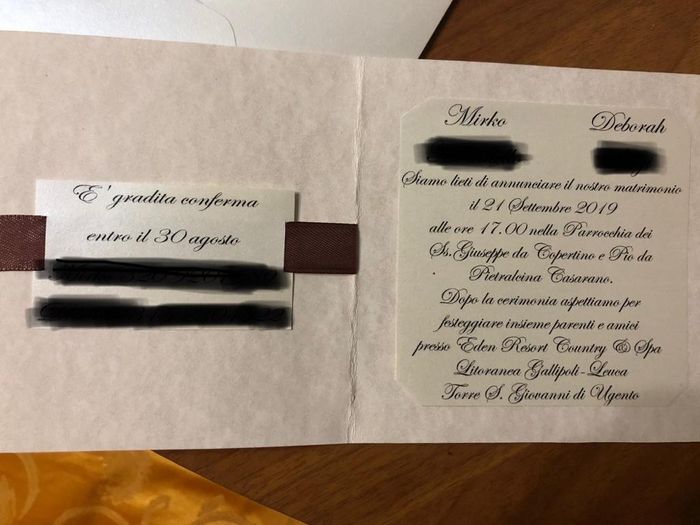 E' gradita conferma
entro il 30 agosto
Mirko Deborah
Siamo lieti di annunciare il nostro matrimonio
il 21 Settembre 2019
alle ore 17.00 nella Parrocchia dei
Ss.Giuseppe da Copertino e Pio da
Pietralcina Casarano.
Dopo la cerimonia aspettiamo per
festeggiare insieme parenti e amici
presso Eden Resort Country & Spa
Litoranea Gallipoli-Leuca
Torre S. Giovanni di Ugento